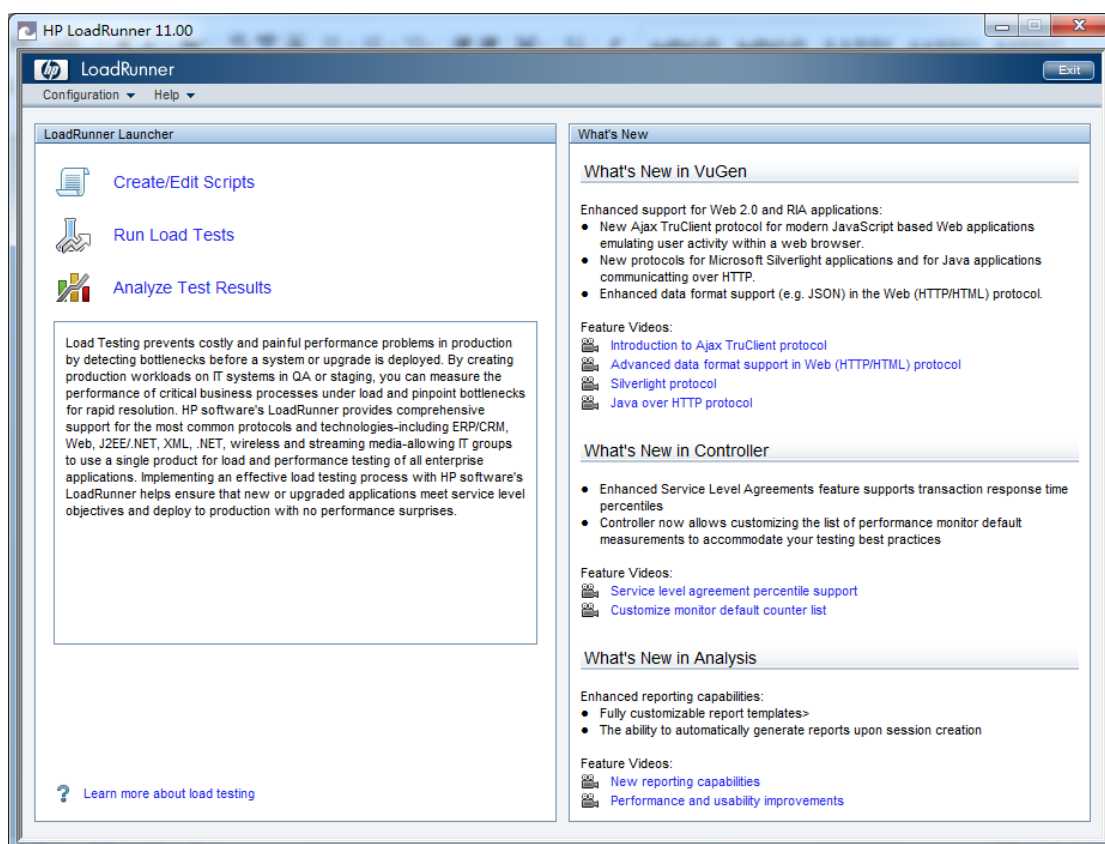 HP LoadRunner 11.00
hp LoadRunner
Exit
Configuration Help
LoadRunner Launcher
Create/Edit Scripts
Run Load Tests
Analyze Test Results
Load Testing prevents costly and painful performance problems in production
by detecting bottlenecks before a system or upgrade is deployed. By creating
production workloads on IT systems in QA or staging, you can measure the
performance of critical business processes under load and pinpoint bottlenecks
for rapid resolution. HP software's LoadRunner provides comprehensive
support for the most common protocols and technologies-including ERP/CRM,
Web, J2EE/.NET, XML, .NET, wireless and streaming media-allowing IT groups
to use a single product for load and performance testing of all enterprise
applications. Implementing an effective load testing process with HP software's
LoadRunner helps ensure that new or upgraded applications meet service level
objectives and deploy to production with no performance surprises.
? Learn more about load testing
What's New
What's New in VuGen
Enhanced support for Web 2.0 and RIA applications:
● New Ajax TruClient protocol for modern JavaScript based Web applications
emulating user activity within a web browser.
● New protocols for Microsoft Silverlight applications and for Java applications
communicatting over HTTP.
● Enhanced data format support (e.g. JSON) in the Web (HTTP/HTML) protocol.
Feature Videos:
Introduction to Ajax TruClient protocol
Advanced data format support in Web (HTTP/HTML) protocol
Silverlight protocol
Java over HTTP protocol
What's New in Controller
● Enhanced Service Level Agreements feature supports transaction response time
percentiles
● Controller now allows customizing the list of performance monitor default
measurements to accommodate your testing best practices
Feature Videos:
Service level agreement percentile support
Customize monitor default counter list
What's New in Analysis
Enhanced reporting capabilities:
● Fully customizable report templates>
● The ability to automatically generate reports upon session creation
Feature Videos:
New reporting capabilities
Performance and usability improvements